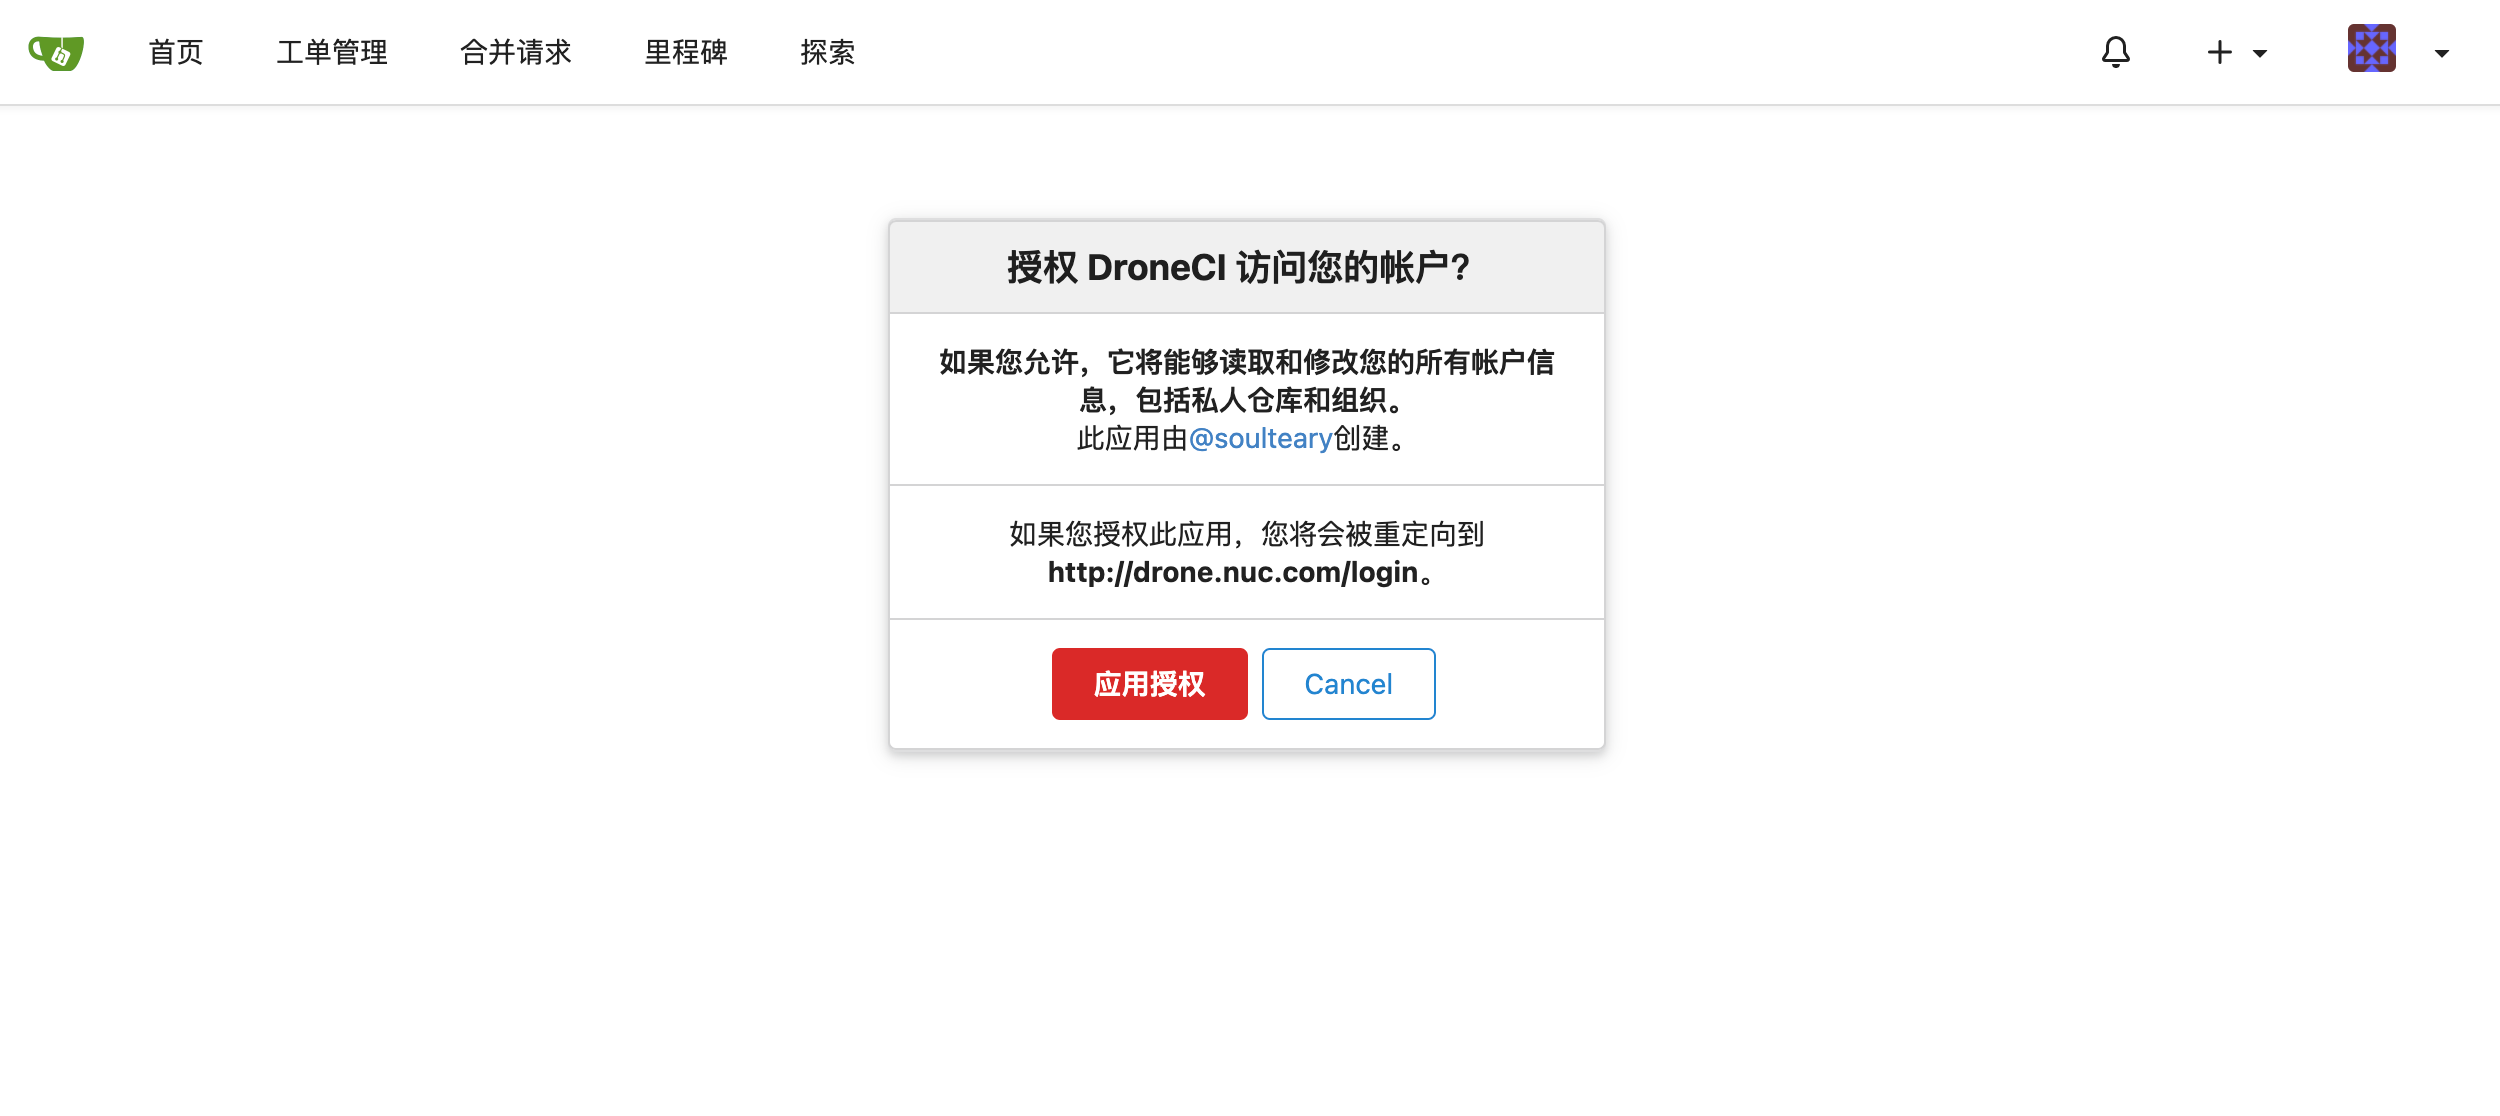 首页 工单管理 合并请求 里程碑 探索
授权 DroneCI 访问您的帐户?
如果您允许，它将能够读取和修改您的所有帐户信
息，包括私人仓库和组织。
此应用由@soulteary创建。
如果您授权此应用，您将会被重定向到
http://drone.nuc.com/login。
应用授权 Cancel